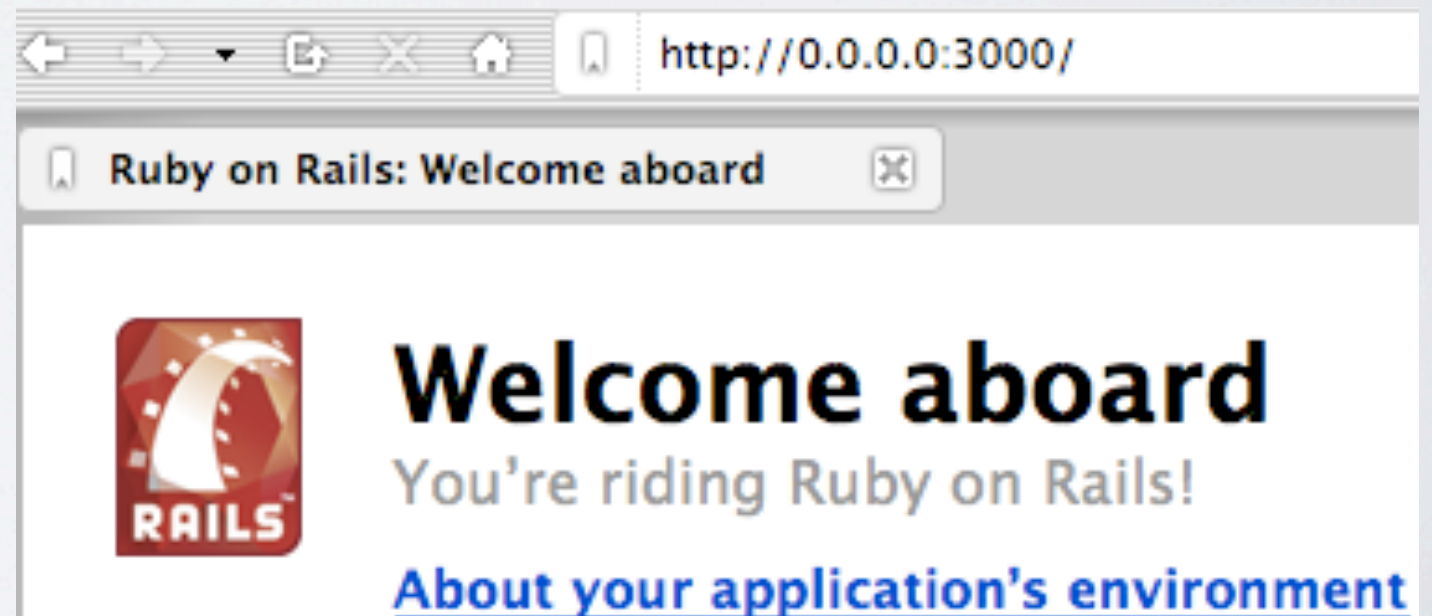 http://0.0.0.0:3000/
Ruby on Rails: Welcome aboard
Welcome aboard
You're riding Ruby on Rails!
RAILS™
About your application's environment